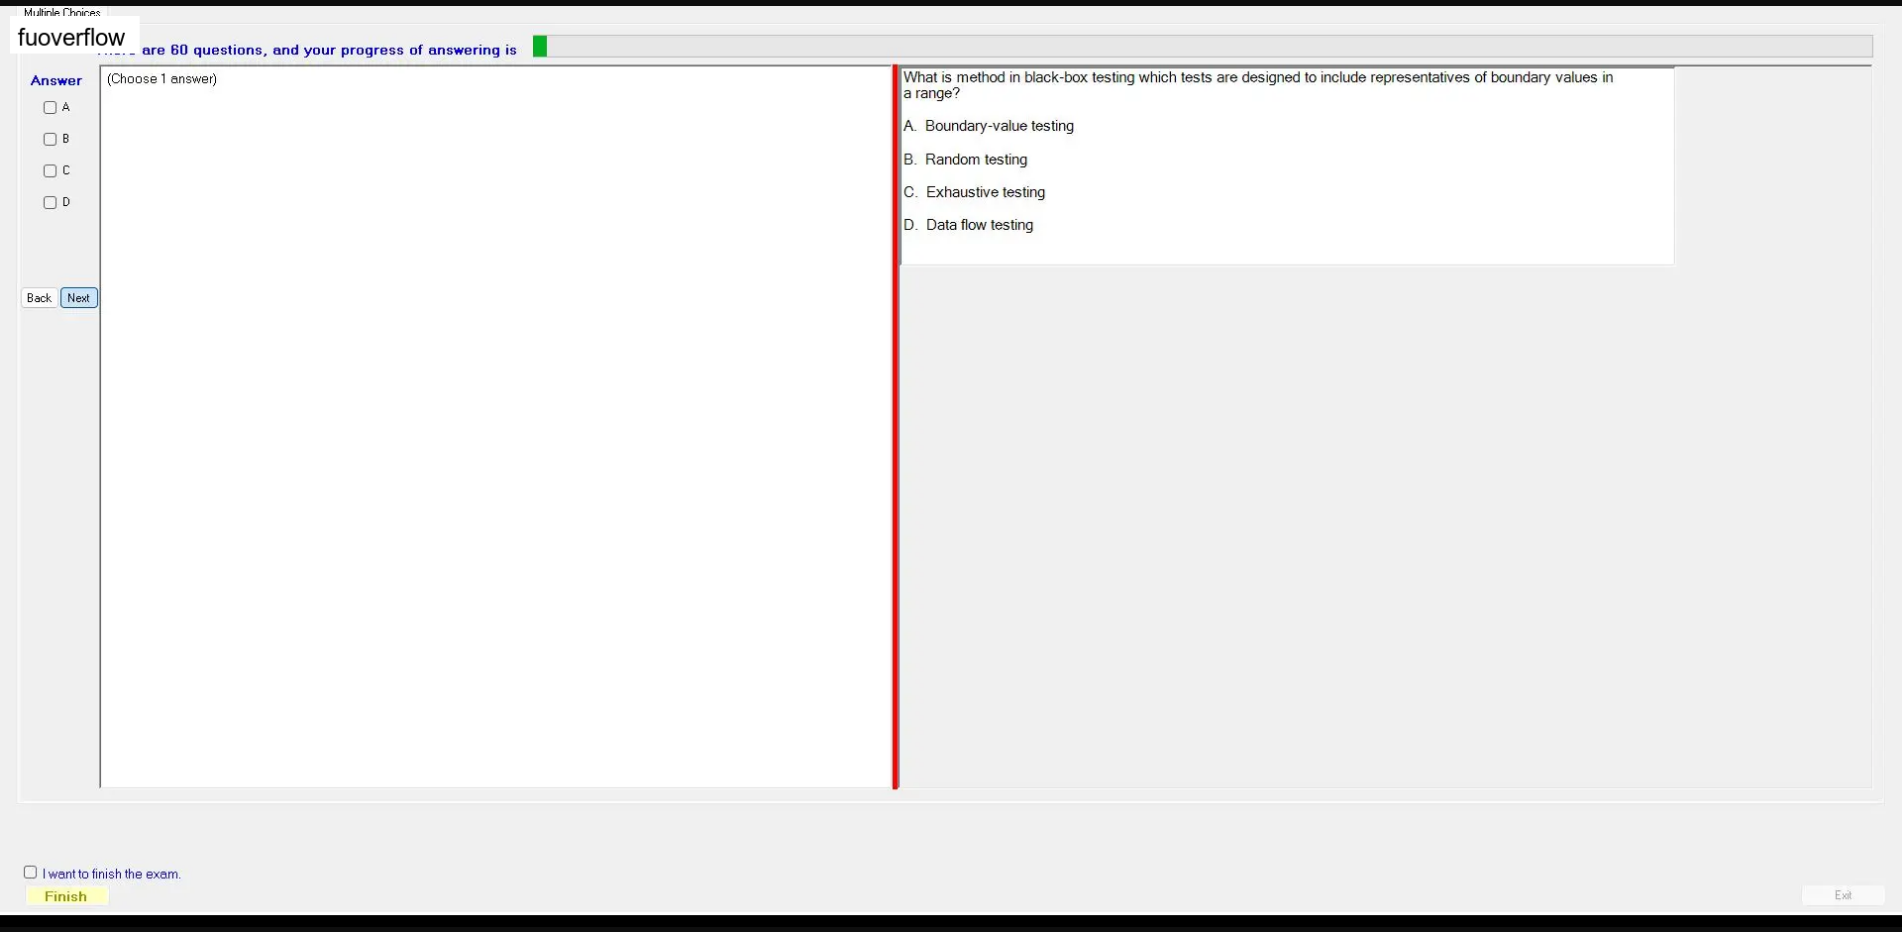 Multiple Choices
fuoverflow
are 60 questions, and your progress of answering is
Answer
(Choose 1 answer)
A
B
C
D
Back Next
What is method in black-box testing which tests are designed to include representatives of boundary values in
a range?
A. Boundary-value testing
B. Random testing
C. Exhaustive testing
D. Data flow testing
I want to finish the exam.
Finish
Exit